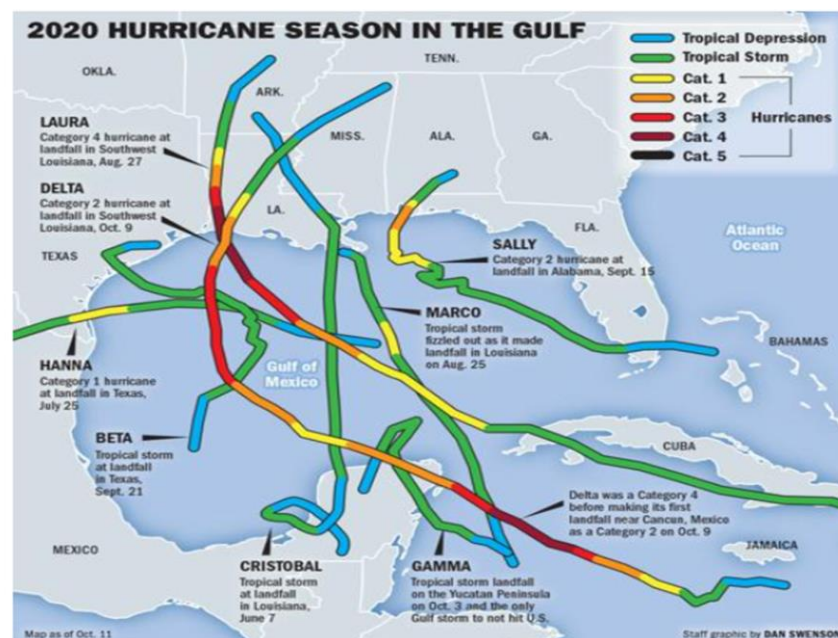 2020 HURRICANE SEASON IN THE GULF
Tropical Depression
Tropical Storm
Cat. 1
Cat. 2
Cat. 3
Cat. 4
Cat. 5
Hurricanes
OKLA.
ARK.
TENN.
MISS.
ALA.
GA.
LA.
FLA.
TEXAS
Atlantic
Ocean
LAURA
Category 4 hurricane at
landfall in Southwest
Louisiana, Aug. 27
DELTA
Category 2 hurricane at
landfall in Southwest
Louisiana, Oct. 9
SALLY
Category 2 hurricane at
landfall in Alabama, Sept. 15
MARCO
Tropical storm
fizzled out as it made
landfall in Louisiana
on Aug. 25
BAHAMAS
HANNA
Category 1 hurricane
at landfall in Texas,
July 25
Gulf of
Mexico
BETA
Tropical storm
at landfall
in Texas,
Sept. 21
CUBA
Delta was a Category 4
before making its first
landfall near Cancun, Mexico
as a Category 2 on Oct. 9
JAMAICA
MEXICO
CRISTOBAL
Tropical storm
at landfall
in Louisiana,
June 7
GAMMA
Tropical storm landfall
on the Yucatan Peninsula
on Oct. 3 and the only
Gulf storm to not hit U.S.
Map as of Oct. 11
Staff graphic by DAN SWENSON